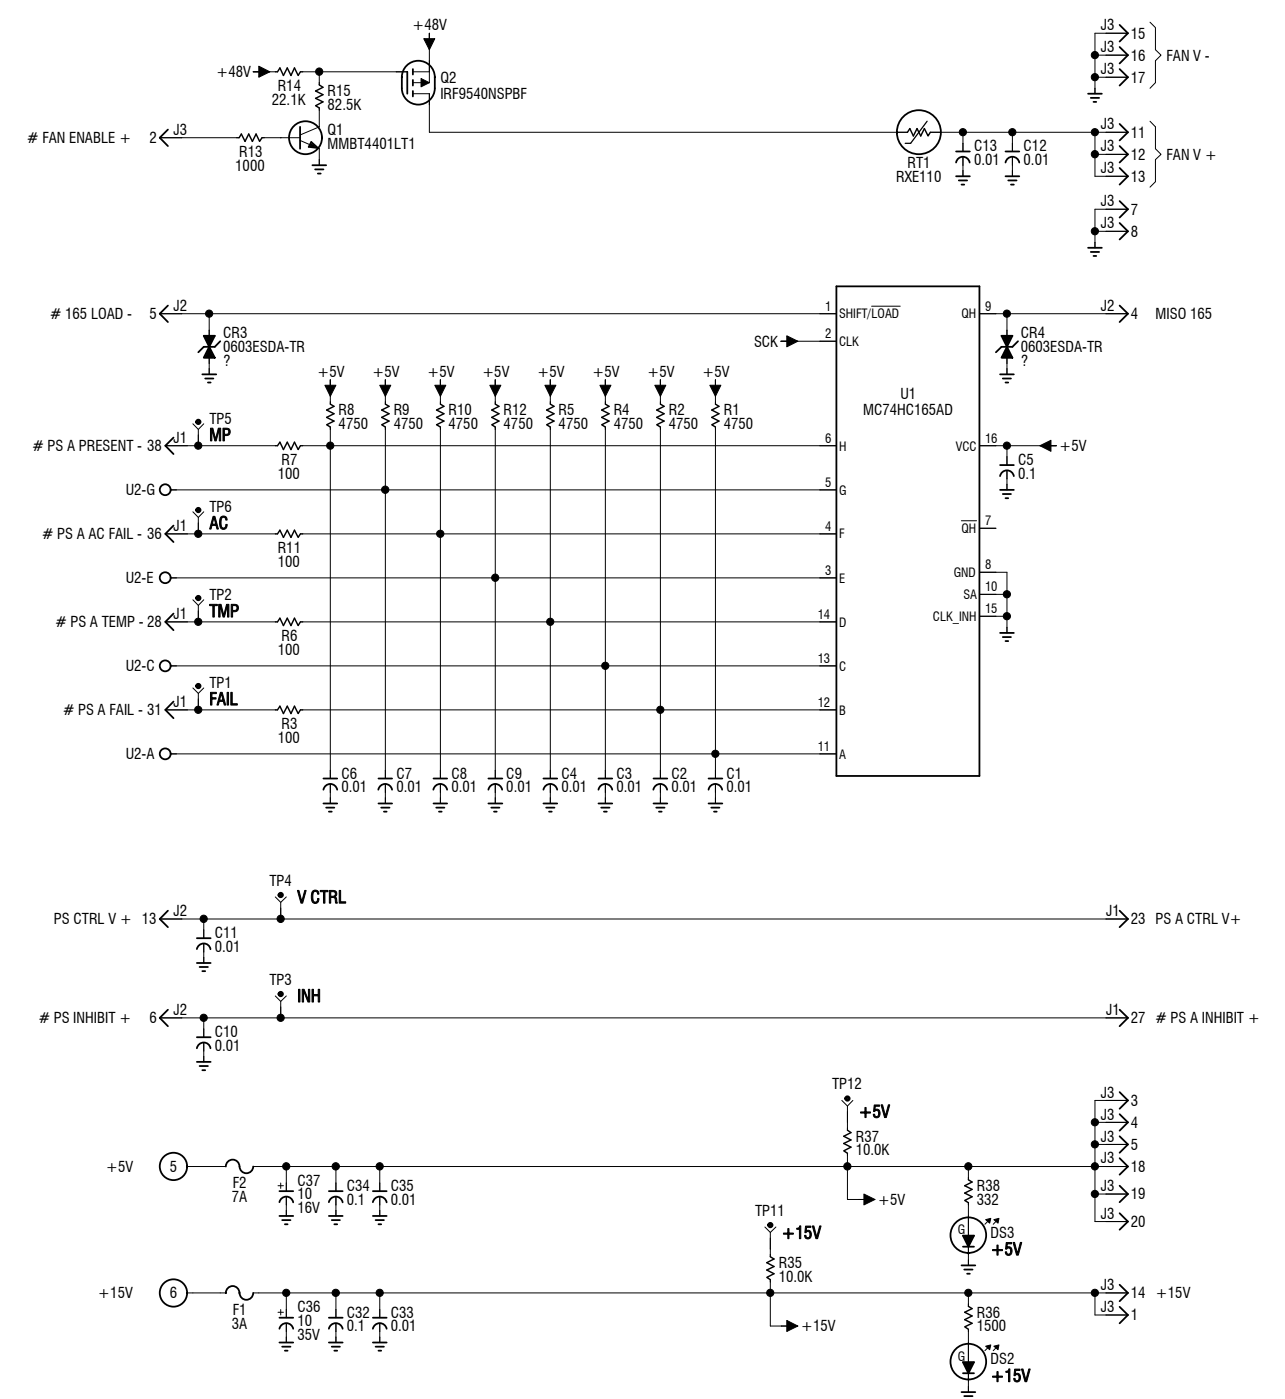 +48V
J3 15
J3 16 FAN V -
J3 17
+48V
R14
22.1K
R15
82.5K
Q2
IRF9540NSPBF
# FAN ENABLE + 2 J3
R13
1000
Q1
MMBT4401LT1
RT1
RXE110
C13
0.01
C12
0.01
J3 11
J3 12 FAN V +
J3 13
J3 7
J3 8
# 165 LOAD - 5 J2
CR3
0603ESDA-TR
?
SCK
1 SHIFT/LOAD
2 CLK
QH 9
J2 4 MISO 165
CR4
0603ESDA-TR
?
U1
MC74HC165AD
+5V +5V +5V +5V +5V +5V +5V +5V
R8
4750
R9
4750
R10
4750
R12
4750
R5
4750
R4
4750
R2
4750
R1
4750
TP5
MP
# PS A PRESENT - 38 J1
R7
100
6 H
VCC 16
+5V
C5
0.1
U2-G
5 G
TP6
AC
# PS A AC FAIL - 36 J1
R11
100
4 F
QH 7
U2-E
3 E
GND 8
SA 10
CLK_INH 15
TP2
TMP
# PS A TEMP - 28 J1
R6
100
14 D
U2-C
13 C
TP1
FAIL
# PS A FAIL - 31 J1
R3
100
12 B
U2-A
11 A
C6
0.01
C7
0.01
C8
0.01
C9
0.01
C4
0.01
C3
0.01
C2
0.01
C1
0.01
TP4
V CTRL
PS CTRL V + 13 J2
C11
0.01
J1 23 PS A CTRL V+
TP3
INH
# PS INHIBIT + 6 J2
C10
0.01
J1 27 # PS A INHIBIT +
TP12
+5V
R37
10.0K
J3 3
J3 4
J3 5
J3 18
J3 19
J3 20
+5V 5
F2
7A
+
C37
10
16V
C34
0.1
C35
0.01
+5V
R38
332
G
DS3
+5V
TP11
+15V
R35
10.0K
+15V 6
F1
3A
+
C36
10
35V
C32
0.1
C33
0.01
+15V
R36
1500
G
DS2
+15V
J3 14 +15V
J3 1